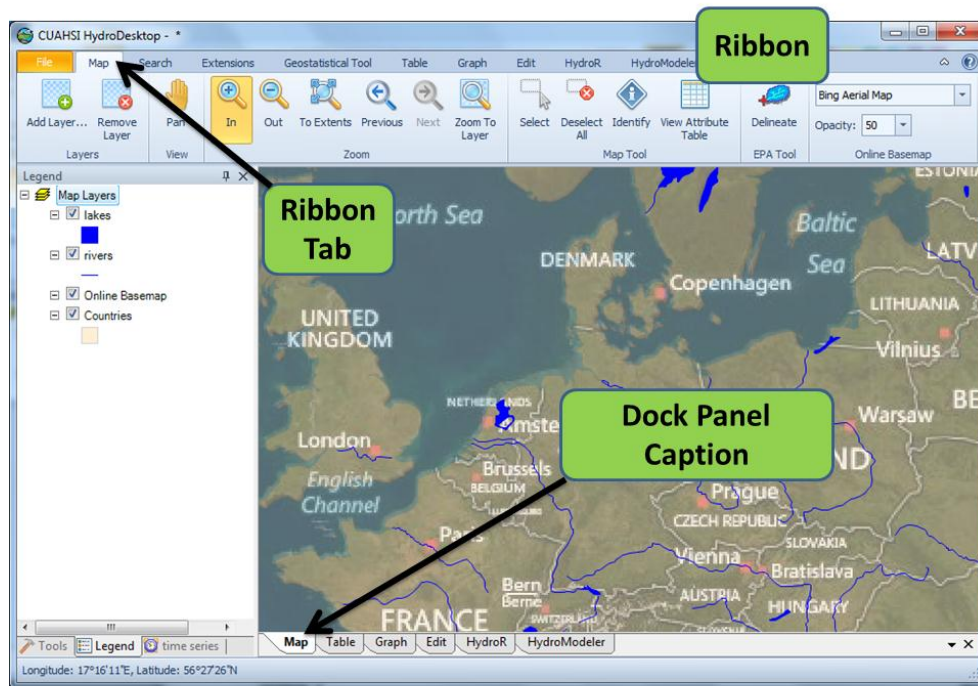 CUAHSI HydroDesktop - *
Ribbon
File Map Search Extensions Geostatistical Tool Table Graph Edit HydroR HydroModeler
Add Layer... Remove Layer Pan In Out To Extents Previous Next Zoom To Layer Select Deselect All Identify View Attribute Table Delineate
Bing Aerial Map
Opacity: 50
Layers View Zoom Map Tool EPA Tool Online Basemap
Legend
Map Layers
lakes
rivers
Online Basemap
Countries
Ribbon
Tab
North Sea
Baltic
Sea
DENMARK
Copenhagen
LITHUANIA
Vilnius
UNITED
KINGDOM
London
English
Channel
Brussels
BELGIUM
Dock Panel
Caption
Warsaw
Prague
CZECH REPUBLIC
SLOVAKIA
Vienna
Bratislava
Paris
Bern
Berne
SWITZERLAND
AUSTRIA
HUNGARY
FRANCE
Tools Legend time series
Map Table Graph Edit HydroR HydroModeler
Longitude: 17°16'11"E, Latitude: 56°27'26"N